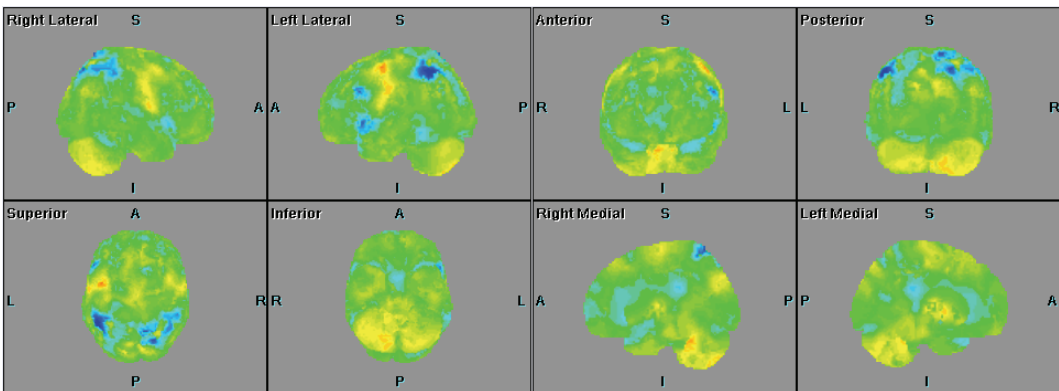 Right Lateral S
P
A
I
Left Lateral S
A
P
I
Anterior S
R
L
I
Posterior S
L
R
I
Superior A
L
R
P
Inferior A
R
L
P
Right Medial S
A
P
I
Left Medial S
P
A
I